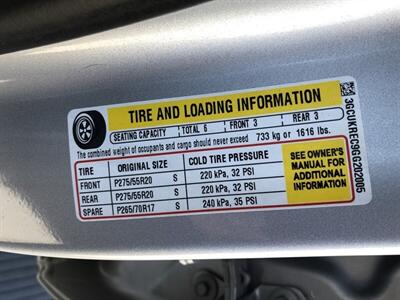 TIRE AND LOADING INFORMATION
SEATING CAPACITY TOTAL 6 FRONT 3 REAR 3
The combined weight of occupants and cargo should never exceed 733 kg or 1616 lbs.
TIRE ORIGINAL SIZE COLD TIRE PRESSURE
FRONT P275/55R20 S 220 kPa, 32 PSI
REAR P275/55R20 S 220 kPa, 32 PSI
SPARE P265/70R17 S 240 kPa, 35 PSI
SEE OWNER'S
MANUAL FOR
ADDITIONAL
INFORMATION
3GCUKREC9GG202005